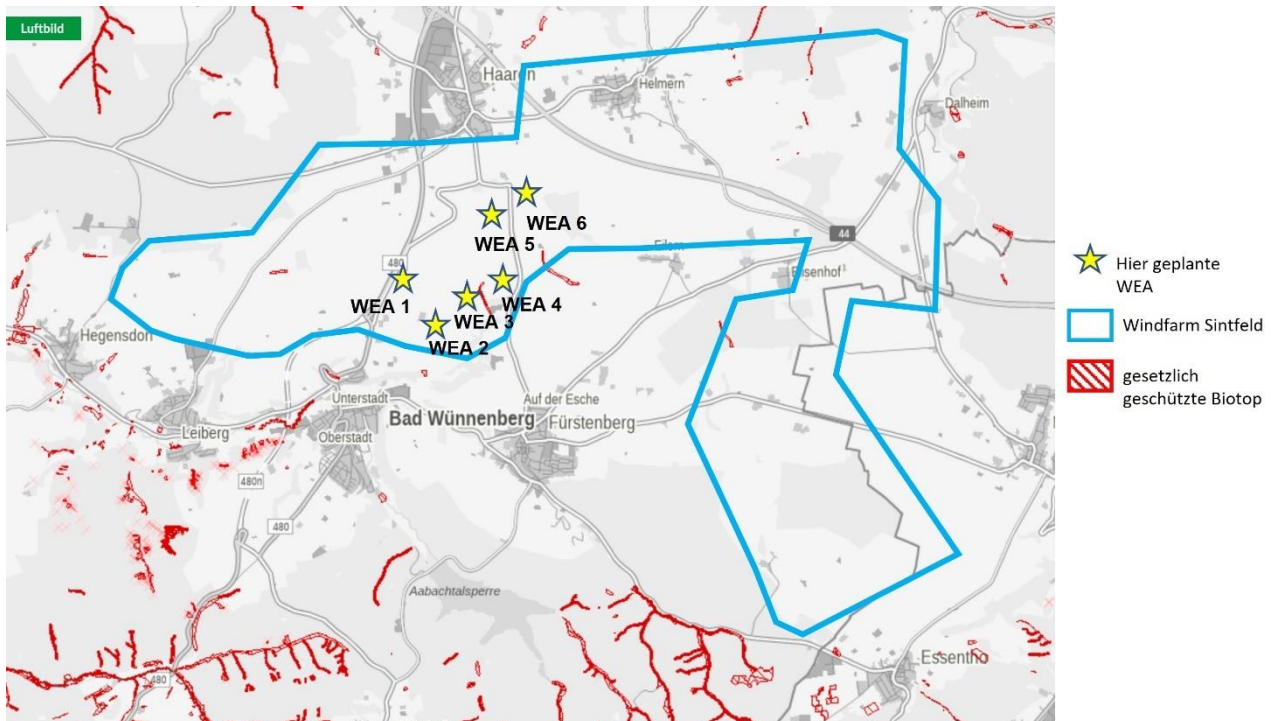 Luftbild
Haaren
Helmern
Dalheim
WEA 6
WEA 5
44
480
Eilern
Elisenhof
WEA 1
WEA 4
WEA 3
WEA 2
Hegensdorf
Unterstadt
Auf der Esche
Bad Wünnenberg
Fürstenberg
Leiberg
Oberstadt
480n
480
Aabachtalsperre
Essentho
480
Hier geplante
WEA
Windfarm Sintfeld
gesetzlich
geschützte Biotop